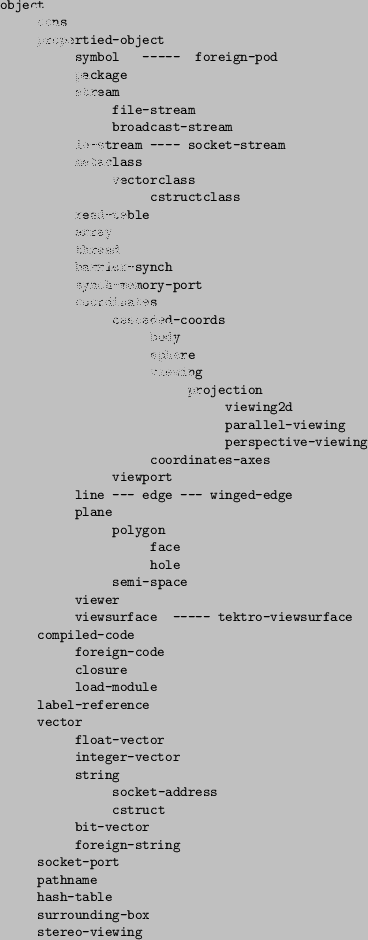 object
cons
propertied-object
symbol ----- foreign-pod
package
stream
file-stream
broadcast-stream
io-stream ---- socket-stream
metaclass
vectorclass
cstructclass
read-table
array
thread
barrier-synch
synch-memory-port
coordinates
cascaded-coords
body
sphere
viewing
projection
viewing2d
parallel-viewing
perspective-viewing
coordinates-axes
viewport
line --- edge --- winged-edge
plane
polygon
face
hole
semi-space
viewer
viewsurface ----- tektro-viewsurface
compiled-code
foreign-code
closure
load-module
label-reference
vector
float-vector
integer-vector
string
socket-address
cstruct
bit-vector
foreign-string
socket-port
pathname
hash-table
surrounding-box
stereo-viewing